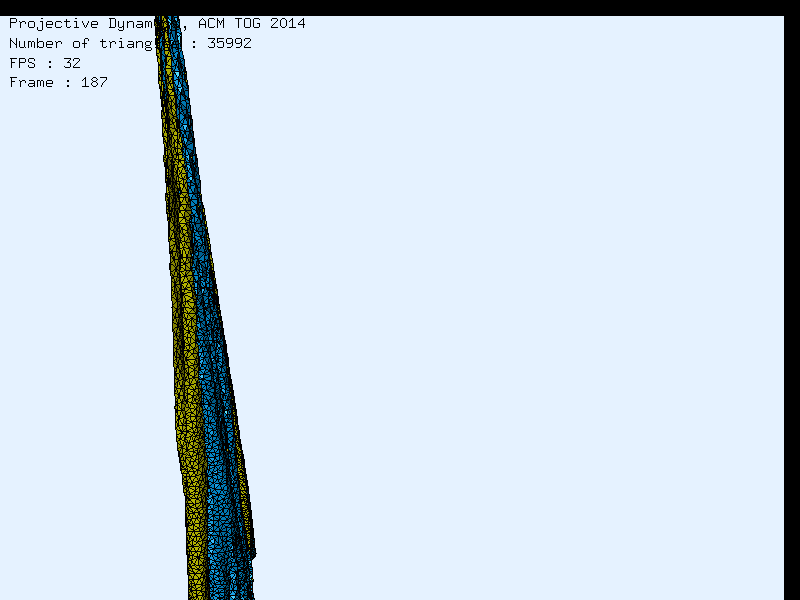 Projective Dynam , ACM TOG 2014
Number of triang : 35992
FPS : 32
Frame : 187